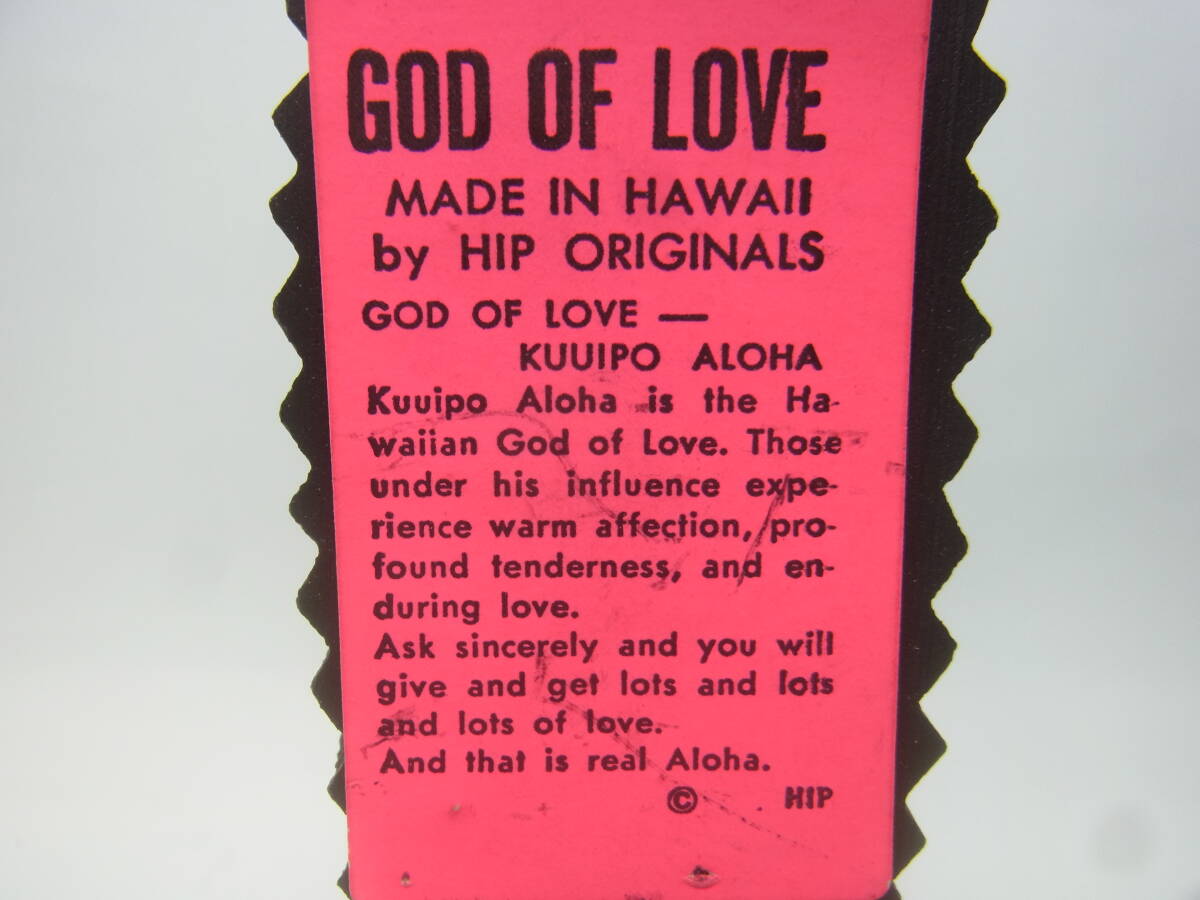 GOD OF LOVE
MADE IN HAWAII
by HIP ORIGINALS
GOD OF LOVE —
KUUIPO ALOHA
Kuuipo Aloha is the Ha-
waiian God of Love. Those
under his influence expe-
rience warm affection, pro-
found tenderness, and en-
during love.
Ask sincerely and you will
give and get lots and lots
and lots of love.
And that is real Aloha.
© HIP